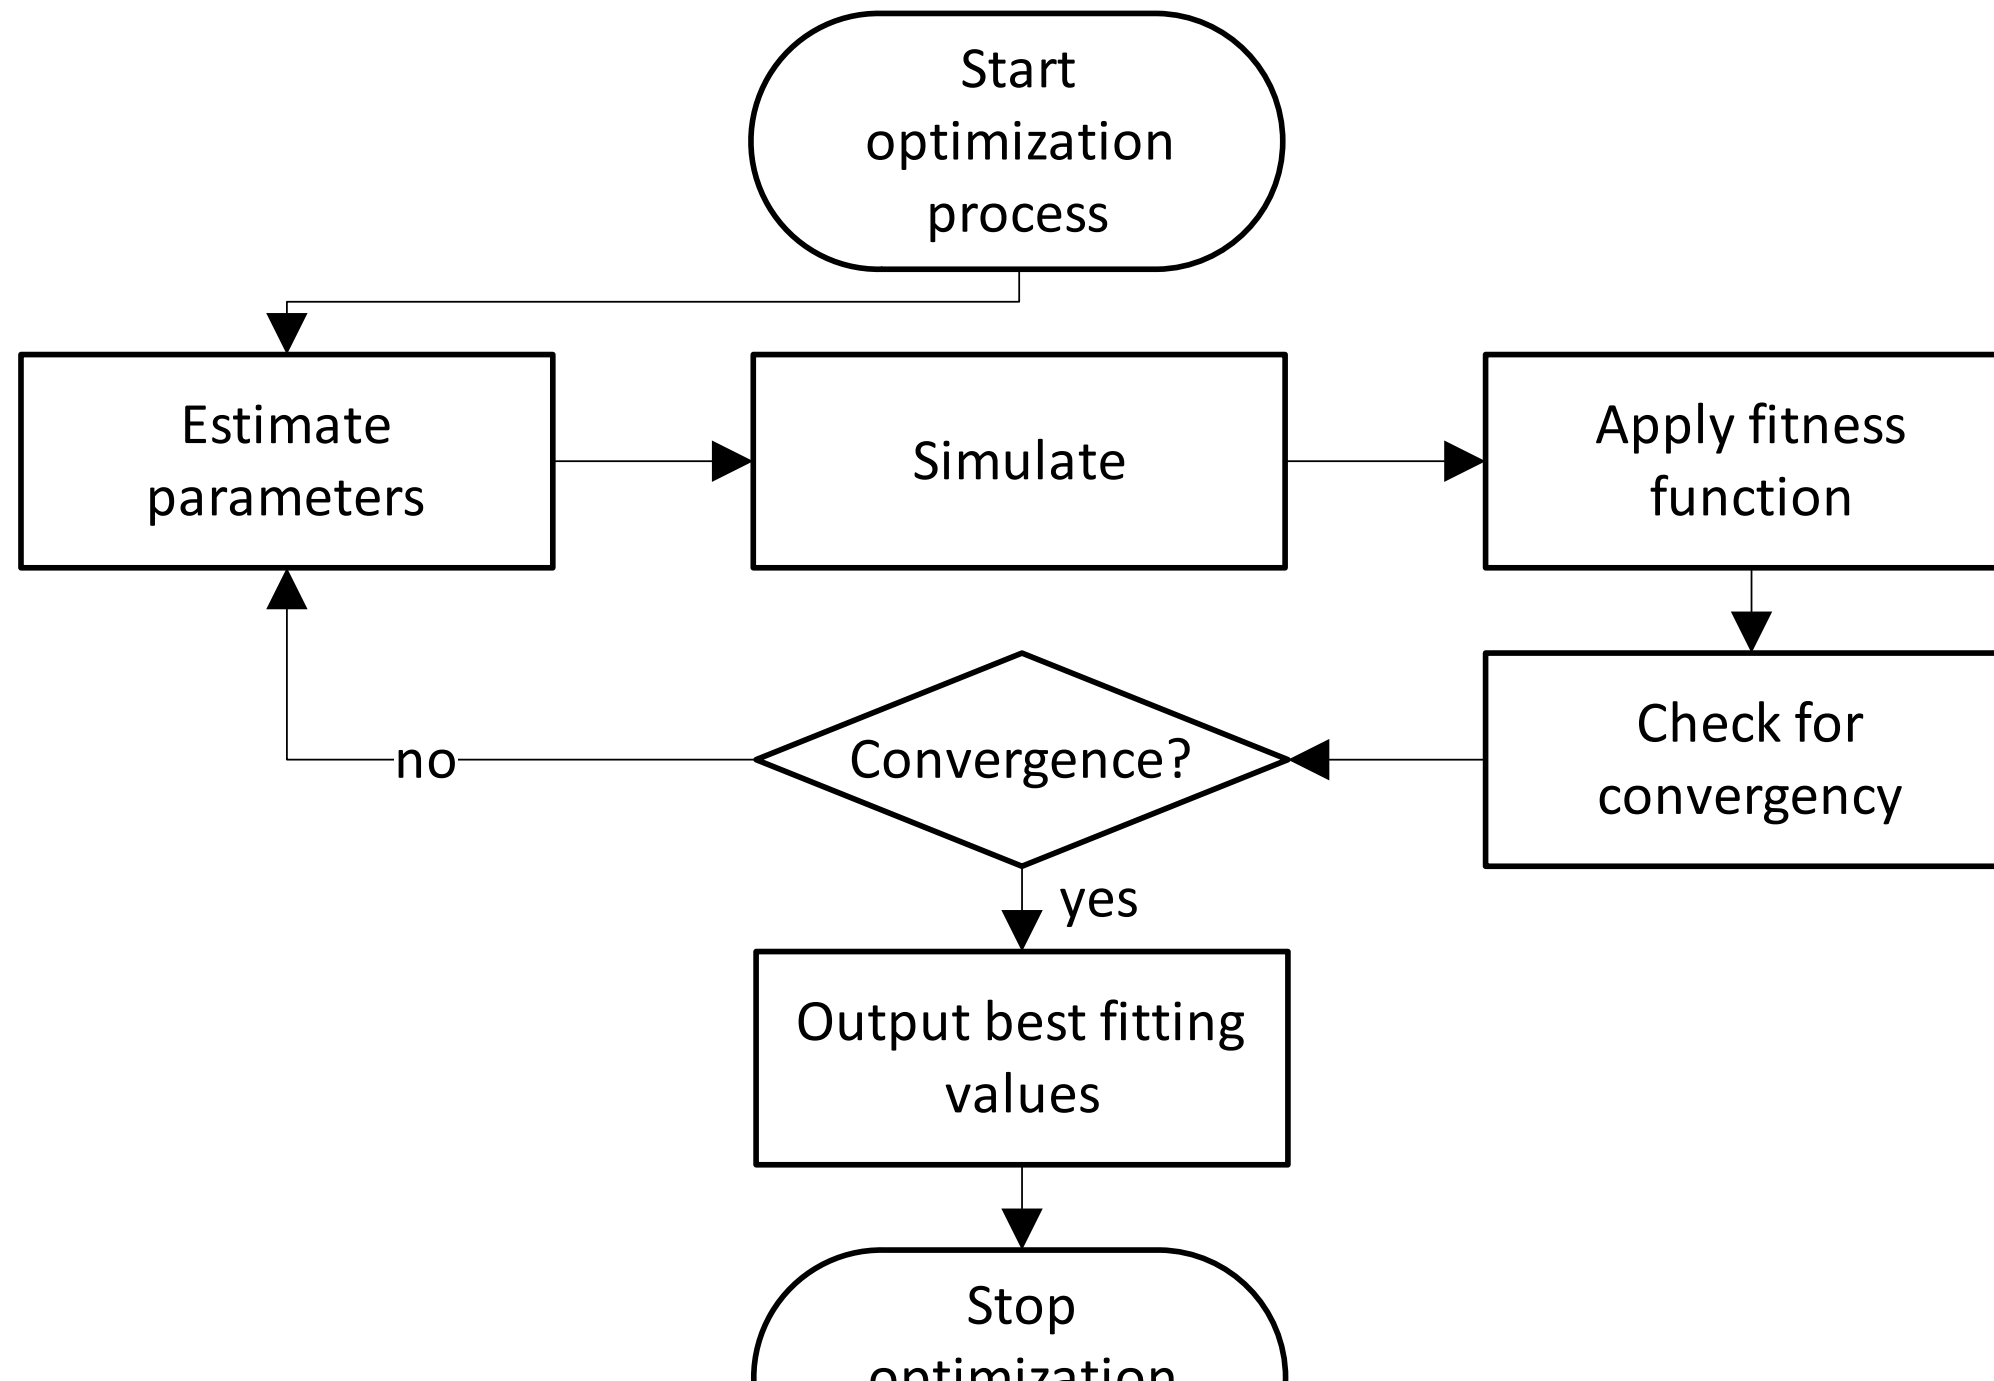 Start
optimization
process
Estimate
parameters
Simulate
Apply fitness
function
Check for
convergency
Convergence?
no
yes
Output best fitting
values
Stop
optimization